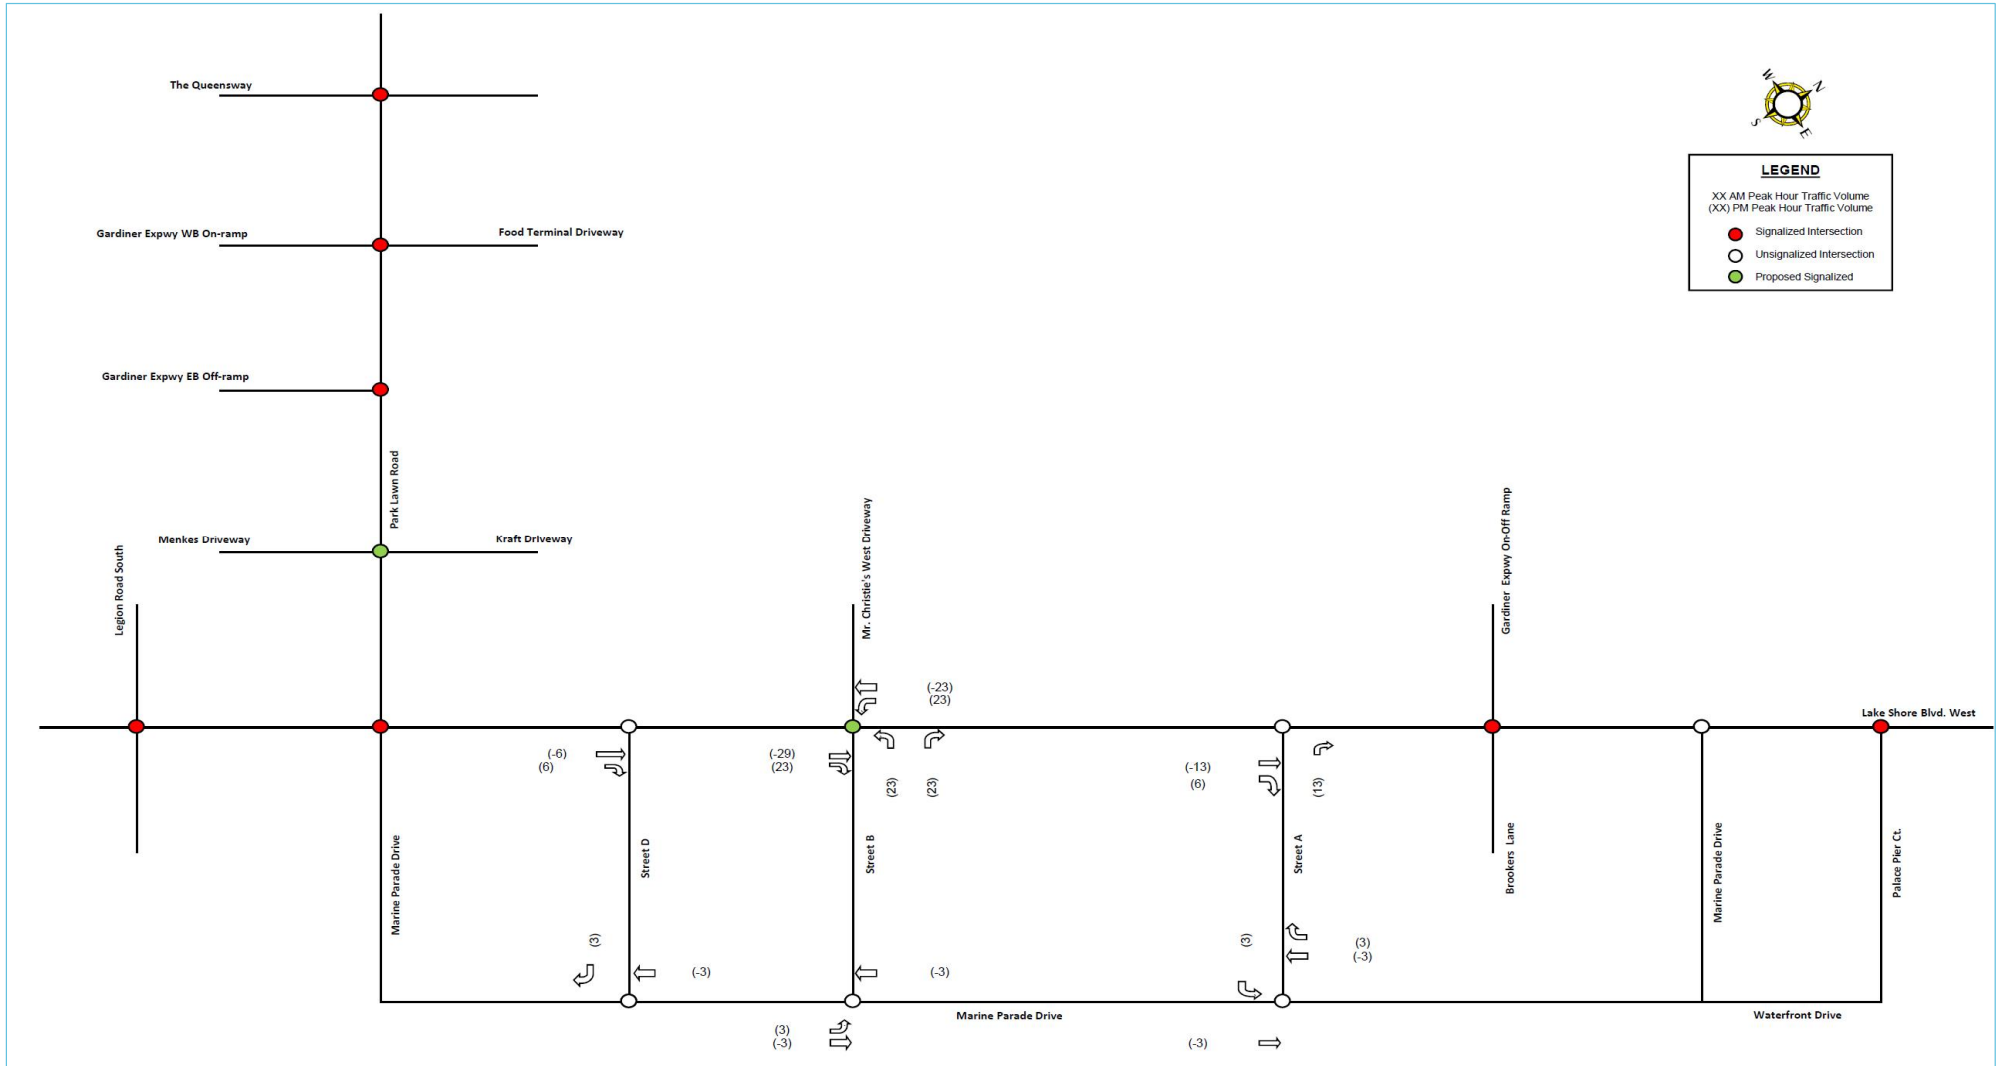 The Queensway
W
N
S
E
LEGEND
XX AM Peak Hour Traffic Volume
(XX) PM Peak Hour Traffic Volume
Signalized Intersection
Unsignalized Intersection
Proposed Signalized
Gardiner Expwy WB On-ramp
Food Terminal Driveway
Gardiner Expwy EB Off-ramp
Park Lawn Road
Menkes Driveway
Kraft Driveway
Legion Road South
Mr. Christie's West Driveway
Gardiner Expwy On-Off Ramp
(-23)
(23)
Lake Shore Blvd. West
(-6)
(6)
(-29)
(23)
(23)
(23)
(-13)
(6)
(13)
Marine Parade Drive
Street D
Street B
Street A
Brookers Lane
Marine Parade Drive
Palace Pier Ct.
(3)
(-3)
(-3)
(3)
(3)
(-3)
Marine Parade Drive
Waterfront Drive
(3)
(-3)
(-3)